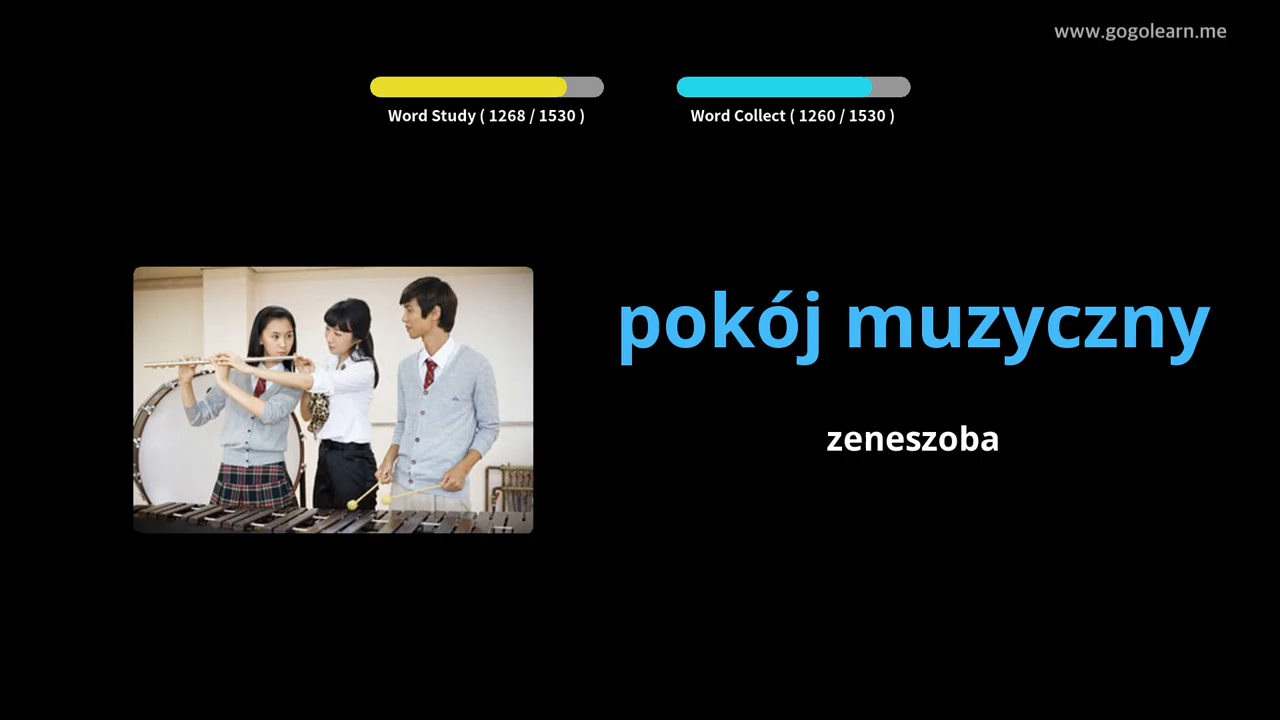 www.gogolearn.me
Word Study ( 1268 / 1530 )
Word Collect ( 1260 / 1530 )
pokój muzyczny
zeneszoba